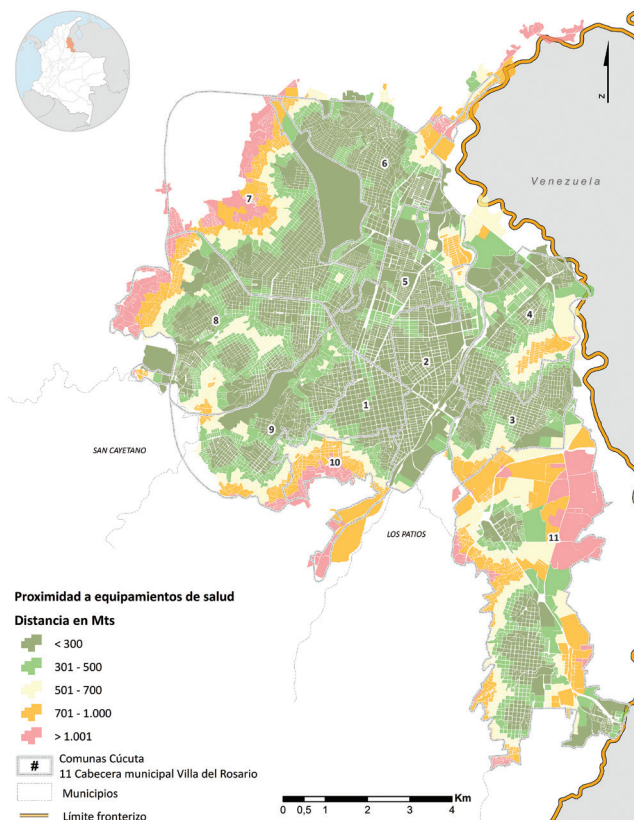 N
Venezuela
6
7
5
4
8
2
1
3
9
SAN CAYETANO
10
LOS PATIOS
11
Proximidad a equipamientos de salud
Distancia en Mts
< 300
301 - 500
501 - 700
701 - 1.000
> 1.001
# Comunas Cúcuta
11 Cabecera municipal Villa del Rosario
Municipios
Límite fronterizo
Km
0 0,5 1 2 3 4